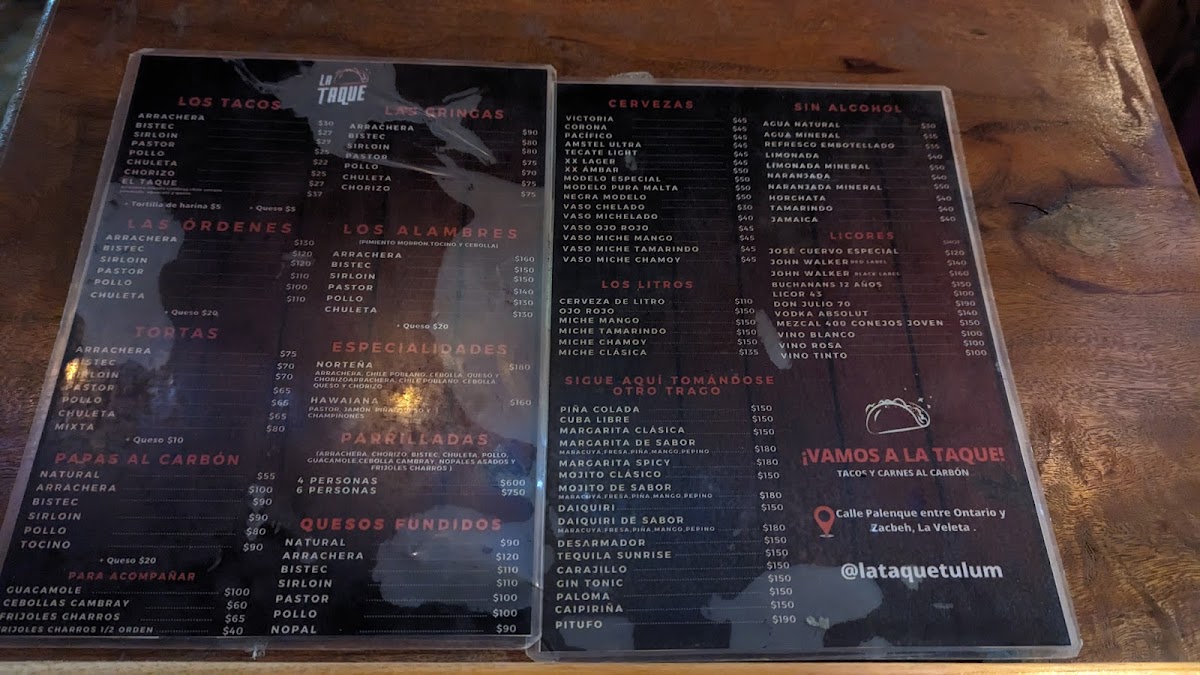 LA TAQUE
LOS TACOS
ARRACHERA $30
BISTEC $27
SIRLOIN $27
PASTOR $25
POLLO $25
CHULETA $22
CHORIZO $25
EL TAQUE $27
$37
• Tortilla de harina $5 • Queso $5
LAS ÓRDENES
ARRACHERA $130
BISTEC $120
SIRLOIN $120
PASTOR $110
POLLO $100
CHULETA $110
• Queso $20
TORTAS
ARRACHERA $75
BISTEC $70
SIRLOIN $70
PASTOR $65
POLLO $65
CHULETA $65
MIXTA $80
• Queso $10
PAPAS AL CARBÓN
NATURAL $55
ARRACHERA $100
BISTEC $90
SIRLOIN $90
POLLO $80
TOCINO $90
• Queso $20
PARA ACOMPAÑAR
GUACAMOLE $100
CEBOLLAS CAMBRAY $60
FRIJOLES CHARROS $65
FRIJOLES CHARROS 1/2 ORDEN $40
LAS GRINGAS
ARRACHERA $90
BISTEC $80
SIRLOIN $80
PASTOR $75
POLLO $70
CHULETA $75
CHORIZO $75
LOS ALAMBRES
(PIMIENTO MORRÓN, TOCINO Y CEBOLLA)
ARRACHERA $160
BISTEC $150
SIRLOIN $150
PASTOR $140
POLLO $130
CHULETA $130
• Queso $20
ESPECIALIDADES
NORTEÑA $180
ARRACHERA, CHILE POBLANO, CEBOLLA, QUESO Y
CHORIZOARRACHERA, CHILE POBLANO, CEBOLLA,
QUESO Y CHORIZO
HAWAIANA $160
PASTOR, JAMÓN, PIÑA, QUESO Y
CHAMPIÑONES
PARRILLADAS
(ARRACHERA, CHORIZO, BISTEC, CHULETA, POLLO,
GUACAMOLE,CEBOLLA CAMBRAY, NOPALES ASADOS Y
FRIJOLES CHARROS )
4 PERSONAS $600
6 PERSONAS $750
QUESOS FUNDIDOS
NATURAL $90
ARRACHERA $120
BISTEC $110
SIRLOIN $110
PASTOR $100
POLLO $100
NOPAL $90
CERVEZAS
VICTORIA $45
CORONA $45
PACÍFICO $45
AMSTEL ULTRA $45
TECATE LIGHT $45
XX LAGER $45
XX AMBAR $45
MODELO ESPECIAL $50
MODELO PURA MALTA $50
NEGRA MODELO $50
VASO CHELADO $30
VASO MICHELADO $40
VASO OJO ROJO $45
VASO MICHE MANGO $45
VASO MICHE TAMARINDO $45
VASO MICHE CHAMOY $45
LOS LITROS
CERVEZA DE LITRO $110
OJO ROJO $150
MICHE MANGO $150
MICHE TAMARINDO $150
MICHE CHAMOY $150
MICHE CLÁSICA $135
SIGUE AQUÍ TOMÁNDOSE
OTRO TRAGO
PIÑA COLADA $150
CUBA LIBRE $150
MARGARITA CLÁSICA $150
MARGARITA DE SABOR $180
MARACUYA,FRESA,PIÑA,MANGO,PEPINO
MARGARITA SPICY $180
MOJITO CLÁSICO $150
MOJITO DE SABOR
MARACUYA,FRESA,PIÑA,MANGO,PEPINO $180
DAIQUIRI $150
DAIQUIRI DE SABOR
MARACUYA,FRESA,PIÑA,MANGO,PEPINO $180
DESARMADOR $150
TEQUILA SUNRISE $150
CARAJILLO $150
GIN TONIC $150
PALOMA $150
CAIPIRIÑA $150
PITUFO $190
SIN ALCOHOL
AGUA NATURAL
AGUA MINERAL $35
REFRESCO EMBOTELLADO $35
LIMONADA $40
LIMONADA MINERAL $50
NARANJADA $40
NARANJADA MINERAL $50
HORCHATA $40
TAMARINDO $40
JAMAICA $40
LICORES
SHOT
JOSÉ CUERVO ESPECIAL $120
JOHN WALKER RED LABEL $140
JOHN WALKER BLACK LABEL $160
BUCHANANS 12 AÑOS $150
LICOR 43 $100
DON JULIO 70 $190
VODKA ABSOLUT $140
MEZCAL 400 CONEJOS JOVEN $150
VINO BLANCO $100
VINO ROSA $100
VINO TINTO $100
¡VAMOS A LA TAQUE!
TACOS Y CARNES AL CARBÓN
Calle Palenque entre Ontario y
Zacbeh, La Veleta .
@lataquetulum